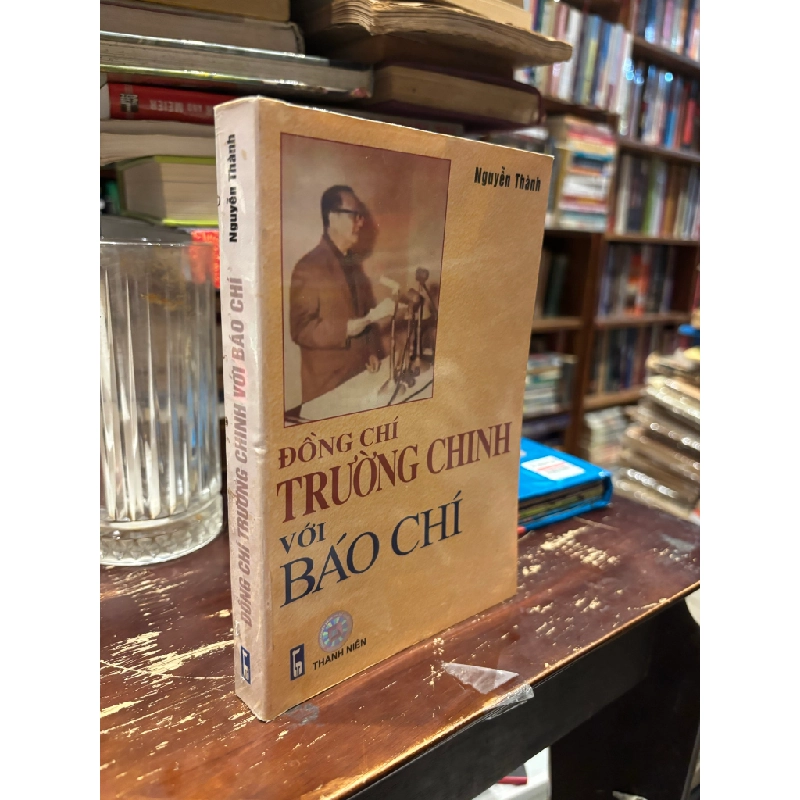 Nguyễn Thành
ĐỒNG CHÍ
TRƯỜNG CHINH
VỚI
BÁO CHÍ
THANH NIÊN
Nguyễn Thành
ĐỒNG CHÍ TRƯỜNG CHINH VỚI BÁO CHÍ
MEIER